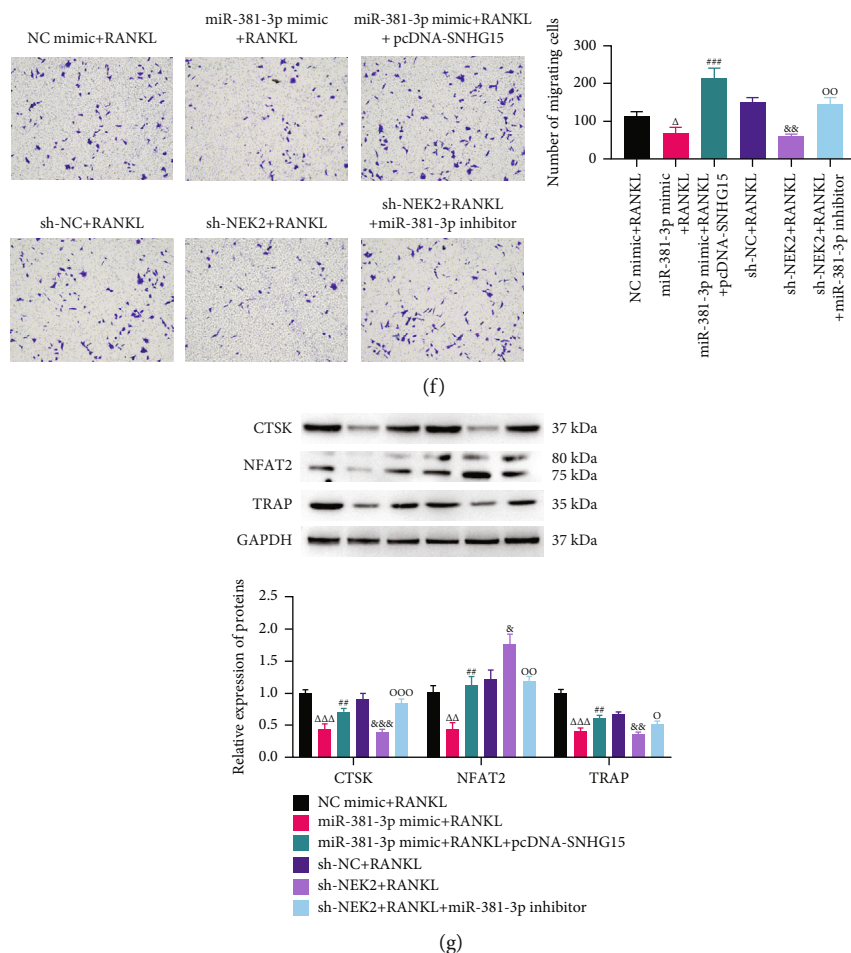 NC mimic+RANKL
miR-381-3p mimic
+RANKL
miR-381-3p mimic+RANKL
+ pcDNA-SNHG15
sh-NC+RANKL
sh-NEK2+RANKL
sh-NEK2+RANKL
+miR-381-3p inhibitor
Number of migrating cells
300
200
100
0
Δ
###
&&
OO
NC mimic+RANKL
miR-381-3p mimic
+RANKL
miR-381-3p mimic+RANKL
+pcDNA-SNHG15
sh-NC+RANKL
sh-NEK2+RANKL
sh-NEK2+RANKL
+miR-381-3p inhibitor
(f)
CTSK
37 kDa
NFAT2
80 kDa
75 kDa
TRAP
35 kDa
GAPDH
37 kDa
Relative expression of proteins
2.5
2.0
1.5
1.0
0.5
0.0
ΔΔΔ
##
&&&
OOO
ΔΔ
##
&
OO
ΔΔΔ
##
&&
O
CTSK
NFAT2
TRAP
NC mimic+RANKL
miR-381-3p mimic+RANKL
miR-381-3p mimic+RANKL+pcDNA-SNHG15
sh-NC+RANKL
sh-NEK2+RANKL
sh-NEK2+RANKL+miR-381-3p inhibitor
(g)